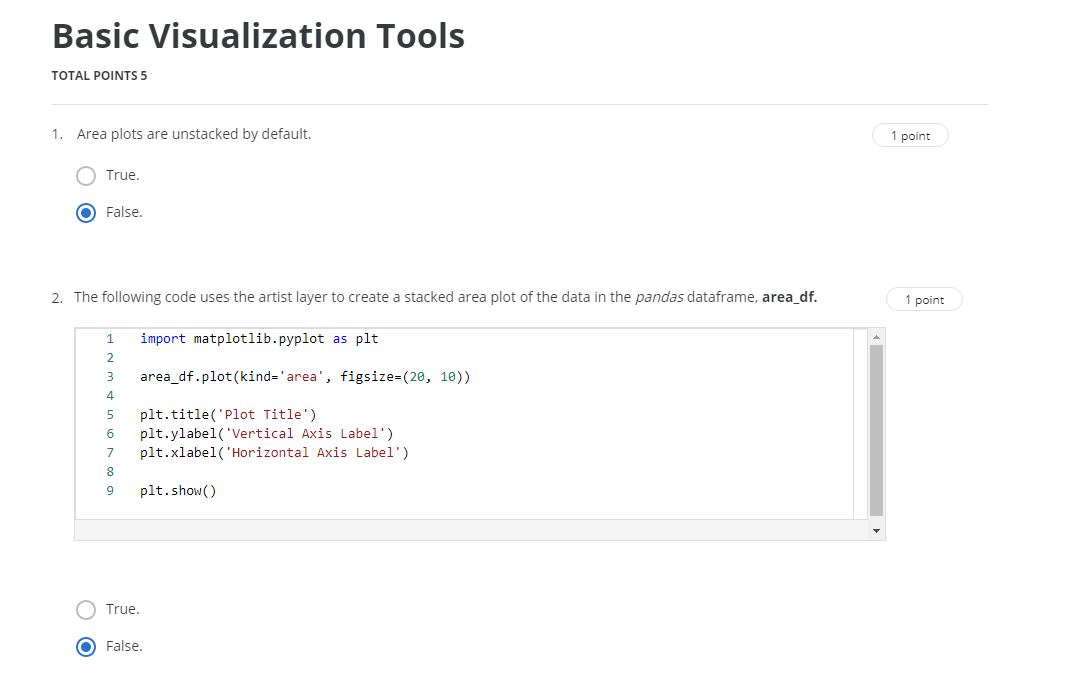 Basic Visualization Tools
TOTAL POINTS 5
1. Area plots are unstacked by default.
1 point
True.
False.
2. The following code uses the artist layer to create a stacked area plot of the data in the pandas dataframe, area_df.
1 point
1 import matplotlib.pyplot as plt
2
3 area_df.plot(kind='area', figsize=(20, 10))
4
5 plt.title('Plot Title')
6 plt.ylabel('Vertical Axis Label')
7 plt.xlabel('Horizontal Axis Label')
8
9 plt.show()
True.
False.